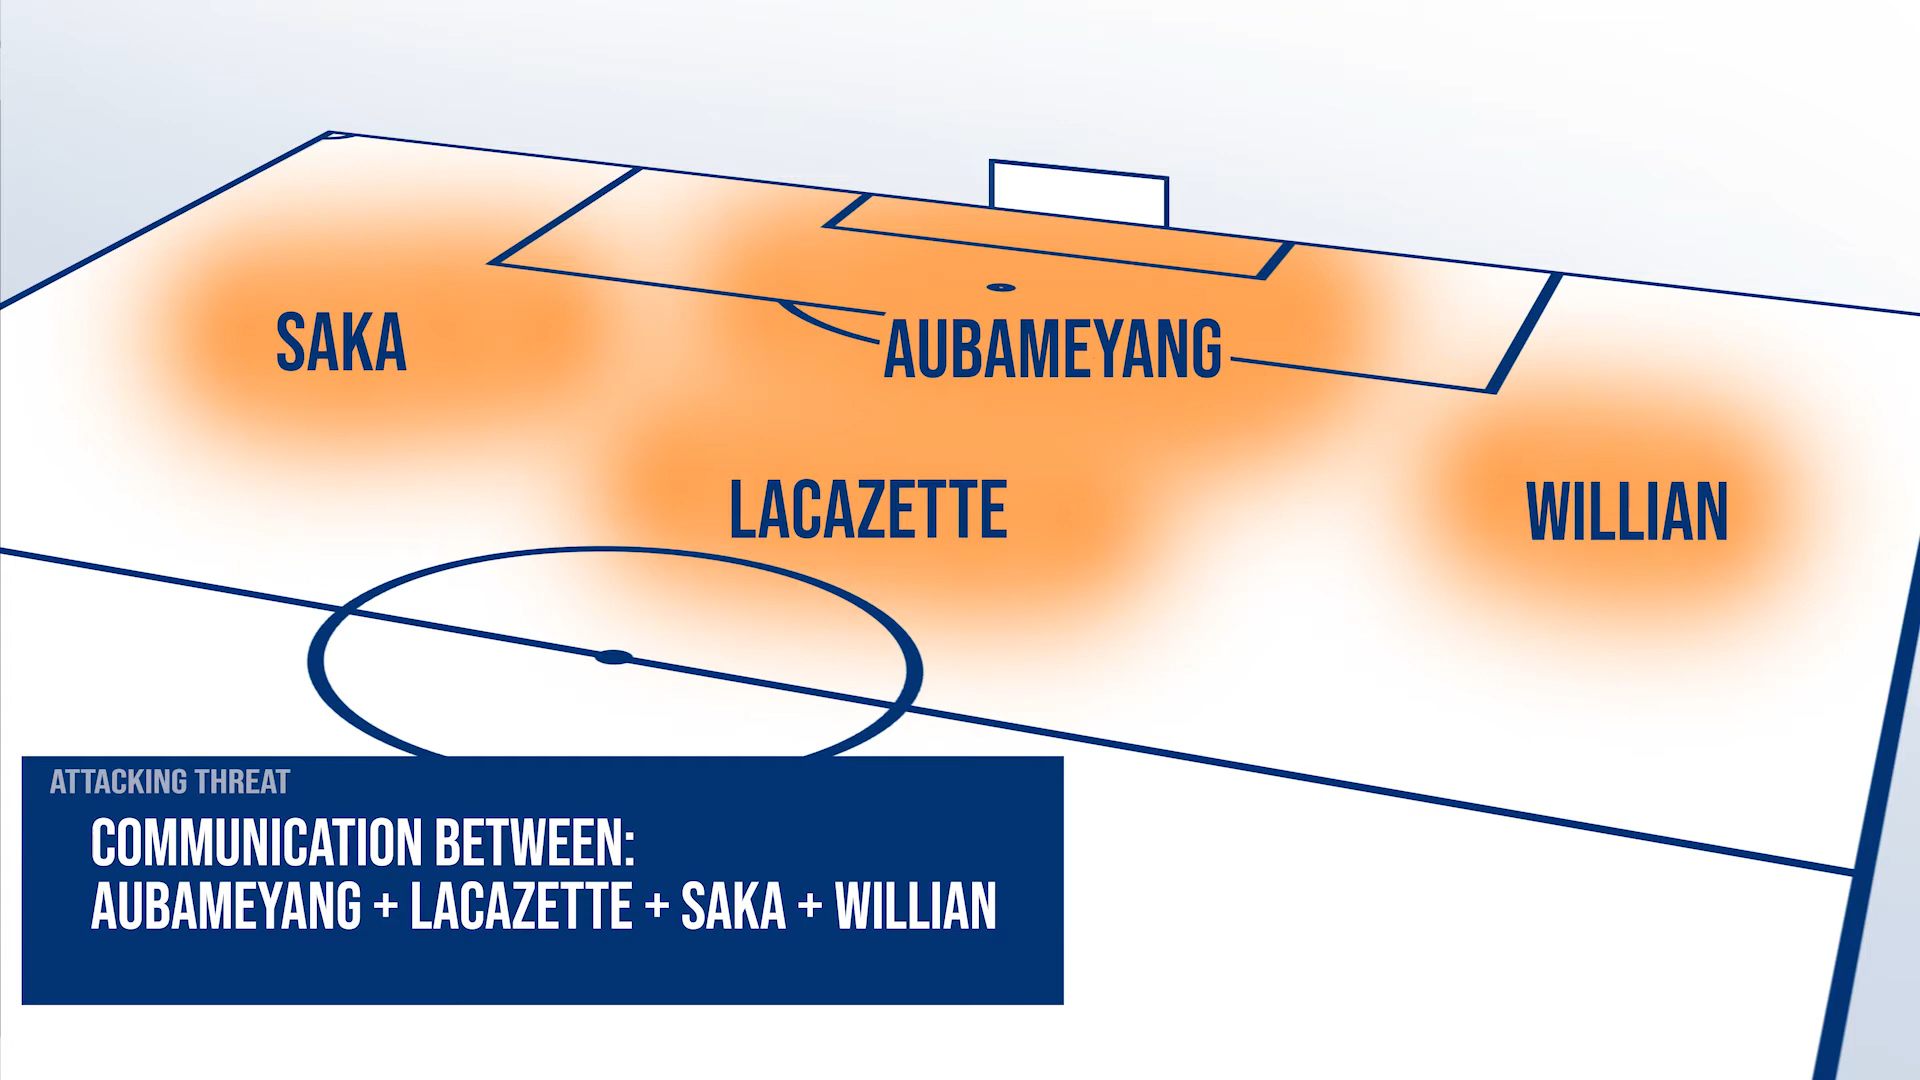 SAKA
AUBAMEYANG
LACAZETTE
WILLIAN
ATTACKING THREAT
COMMUNICATION BETWEEN:
AUBAMEYANG + LACAZETTE + SAKA + WILLIAN